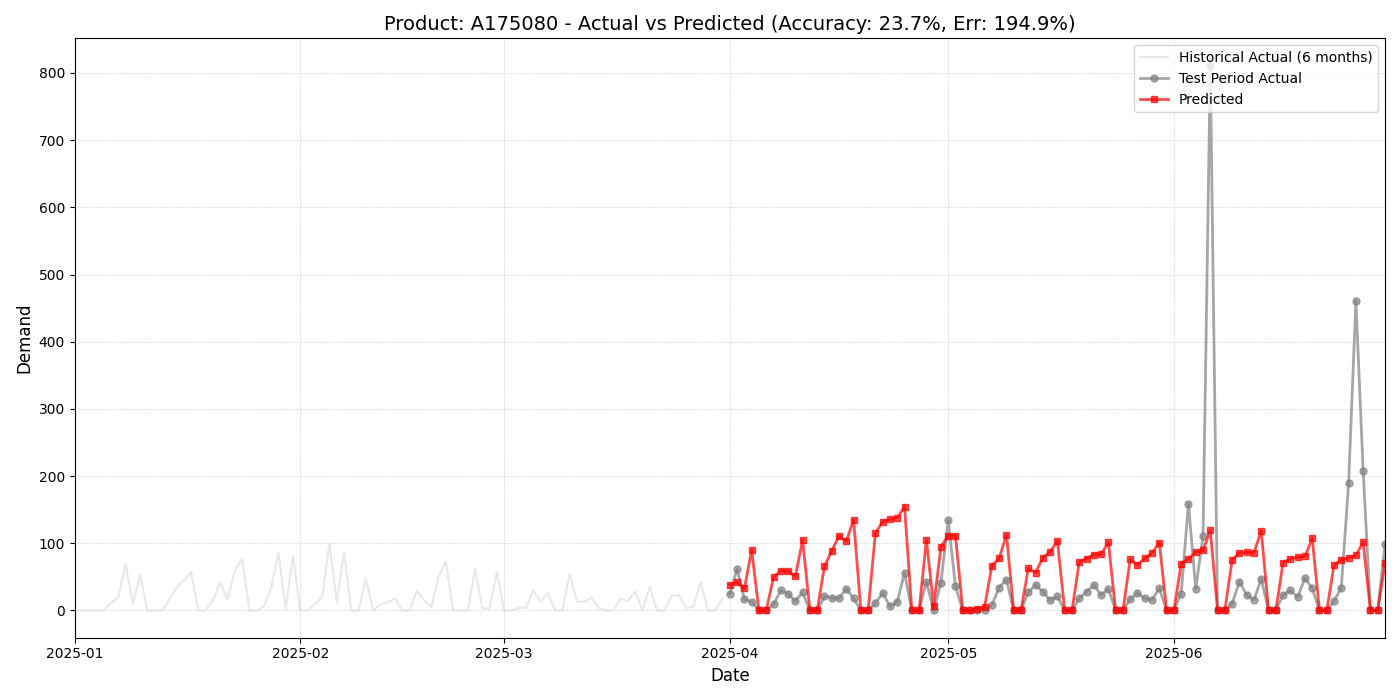 Product: A175080 - Actual vs Predicted (Accuracy: 23.7%, Err: 194.9%)
Historical Actual (6 months)
Test Period Actual
Predicted
Demand
800
700
600
500
400
300
200
100
0
2025-01
2025-02
2025-03
2025-04
2025-05
2025-06
Date